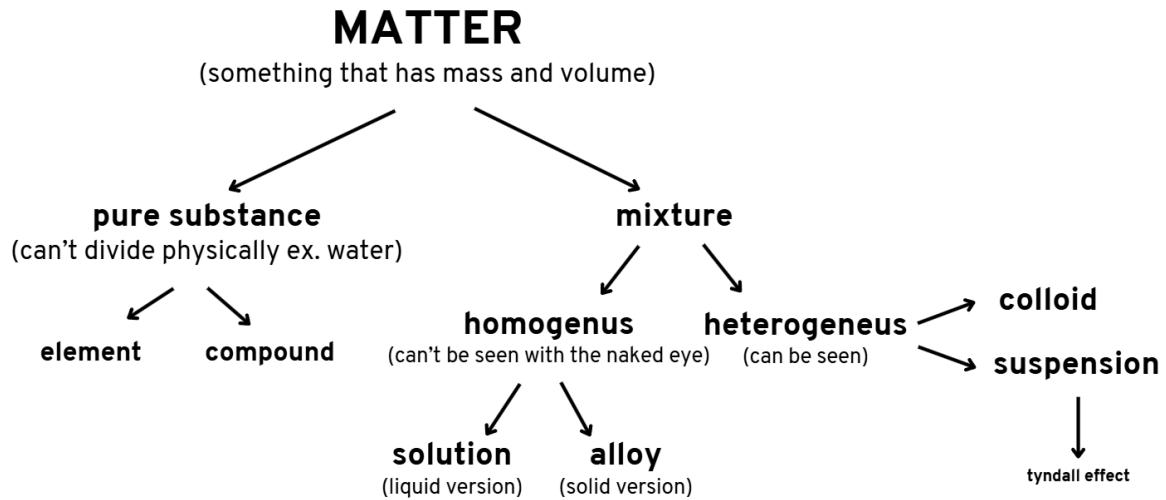 MATTER
(something that has mass and volume)
pure substance
(can't divide physically ex. water)
element
compound
mixture
homogenus
(can't be seen with the naked eye)
solution
(liquid version)
alloy
(solid version)
heterogeneus
(can be seen)
colloid
suspension
tyndall effect